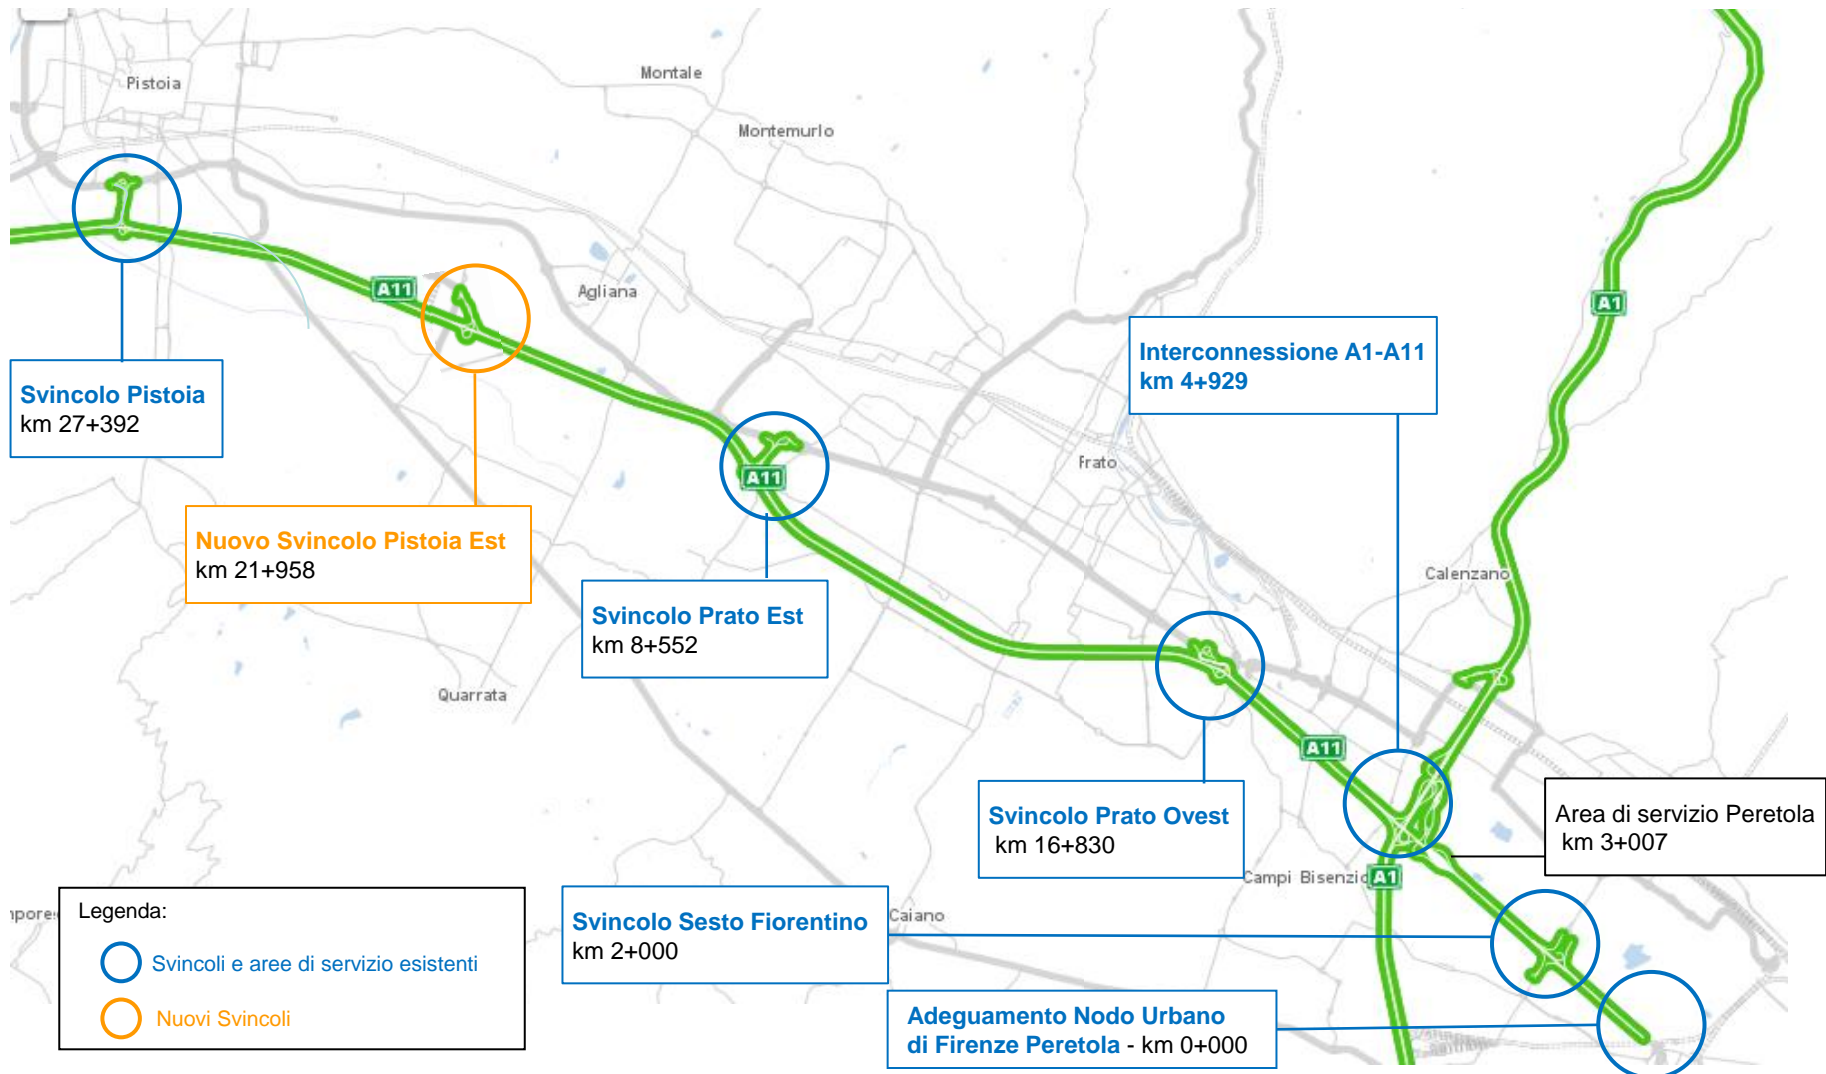 Pistoia
Montale
Montemurlo
A11
Agliana
A1
Interconnessione A1-A11
km 4+929
Svincolo Pistoia
km 27+392
A11
Frato
Nuovo Svincolo Pistoia Est
km 21+958
Calenzano
Svincolo Prato Est
km 8+552
Quarrata
A11
Svincolo Prato Ovest
km 16+830
Area di servizio Peretola
km 3+007
Campi Bisenzio
A1
Legenda:
Svincoli e aree di servizio esistenti
Nuovi Svincoli
Svincolo Sesto Fiorentino
km 2+000
Caiano
Adeguamento Nodo Urbano
di Firenze Peretola - km 0+000